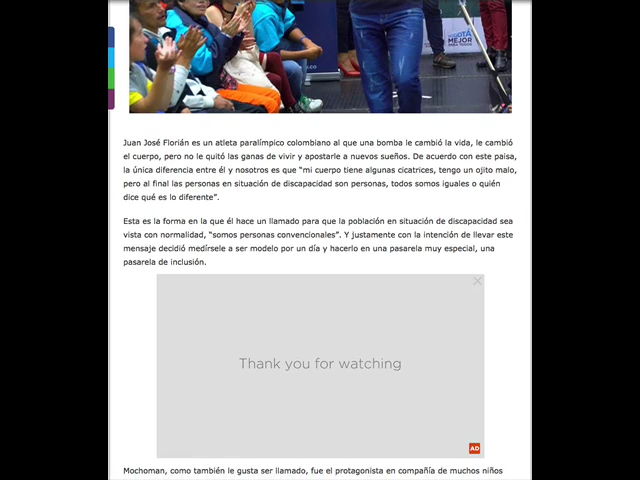 BOGOTÁ
MEJOR
PARA TODOS
Juan José Florián es un atleta paralímpico colombiano al que una bomba le cambió la vida, le cambió
el cuerpo, pero no le quitó las ganas de vivir y apostarle a nuevos sueños. De acuerdo con este paisa,
la única diferencia entre él y nosotros es que “mi cuerpo tiene algunas cicatrices, tengo un ojito malo,
pero al final las personas en situación de discapacidad son personas, todos somos iguales o quién
dice qué es lo diferente”.
Esta es la forma en la que él hace un llamado para que la población en situación de discapacidad sea
vista con normalidad, “somos personas convencionales”. Y justamente con la intención de llevar este
mensaje decidió medírsele a ser modelo por un día y hacerlo en una pasarela muy especial, una
pasarela de inclusión.
Thank you for watching
AD
Mochoman, como también le gusta ser llamado, fue el protagonista en compañía de muchos niños